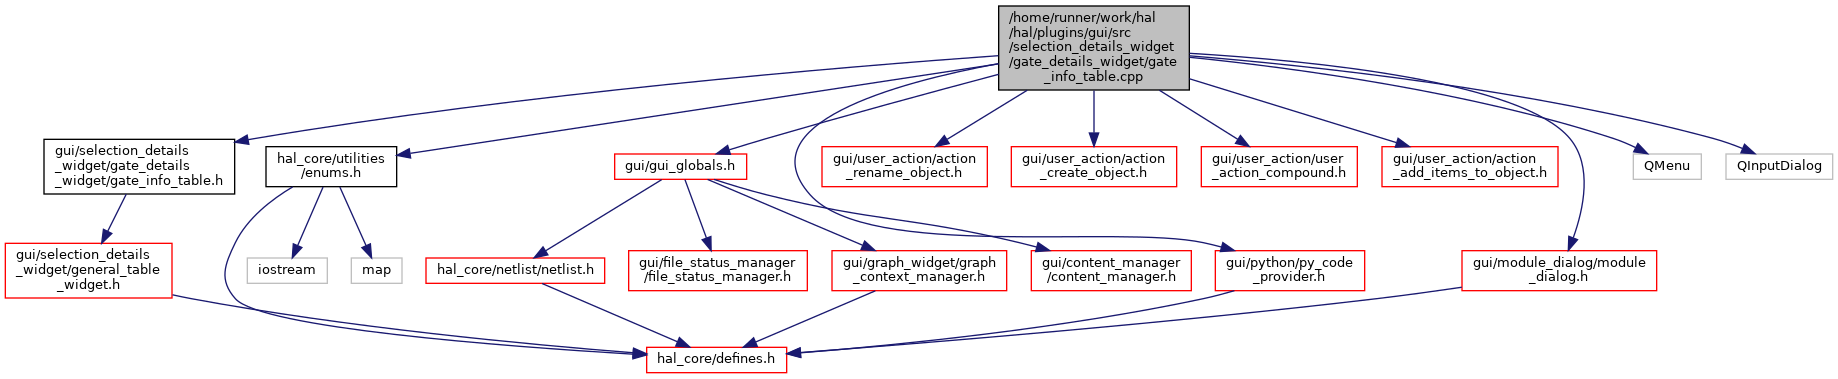 /home/runner/work/hal
/hal/plugins/gui/src
/selection_details_widget
/gate_details_widget/gate
_info_table.cpp
gui/selection_details
_widget/gate_details
_widget/gate_info_table.h
hal_core/utilities
/enums.h
gui/gui_globals.h
gui/user_action/action
_rename_object.h
gui/user_action/action
_create_object.h
gui/user_action/user
_action_compound.h
gui/user_action/action
_add_items_to_object.h
QMenu
QInputDialog
gui/selection_details
_widget/general_table
_widget.h
iostream
map
hal_core/netlist/netlist.h
gui/file_status_manager
/file_status_manager.h
gui/graph_widget/graph
_context_manager.h
gui/content_manager
/content_manager.h
gui/python/py_code
_provider.h
gui/module_dialog/module
_dialog.h
hal_core/defines.h